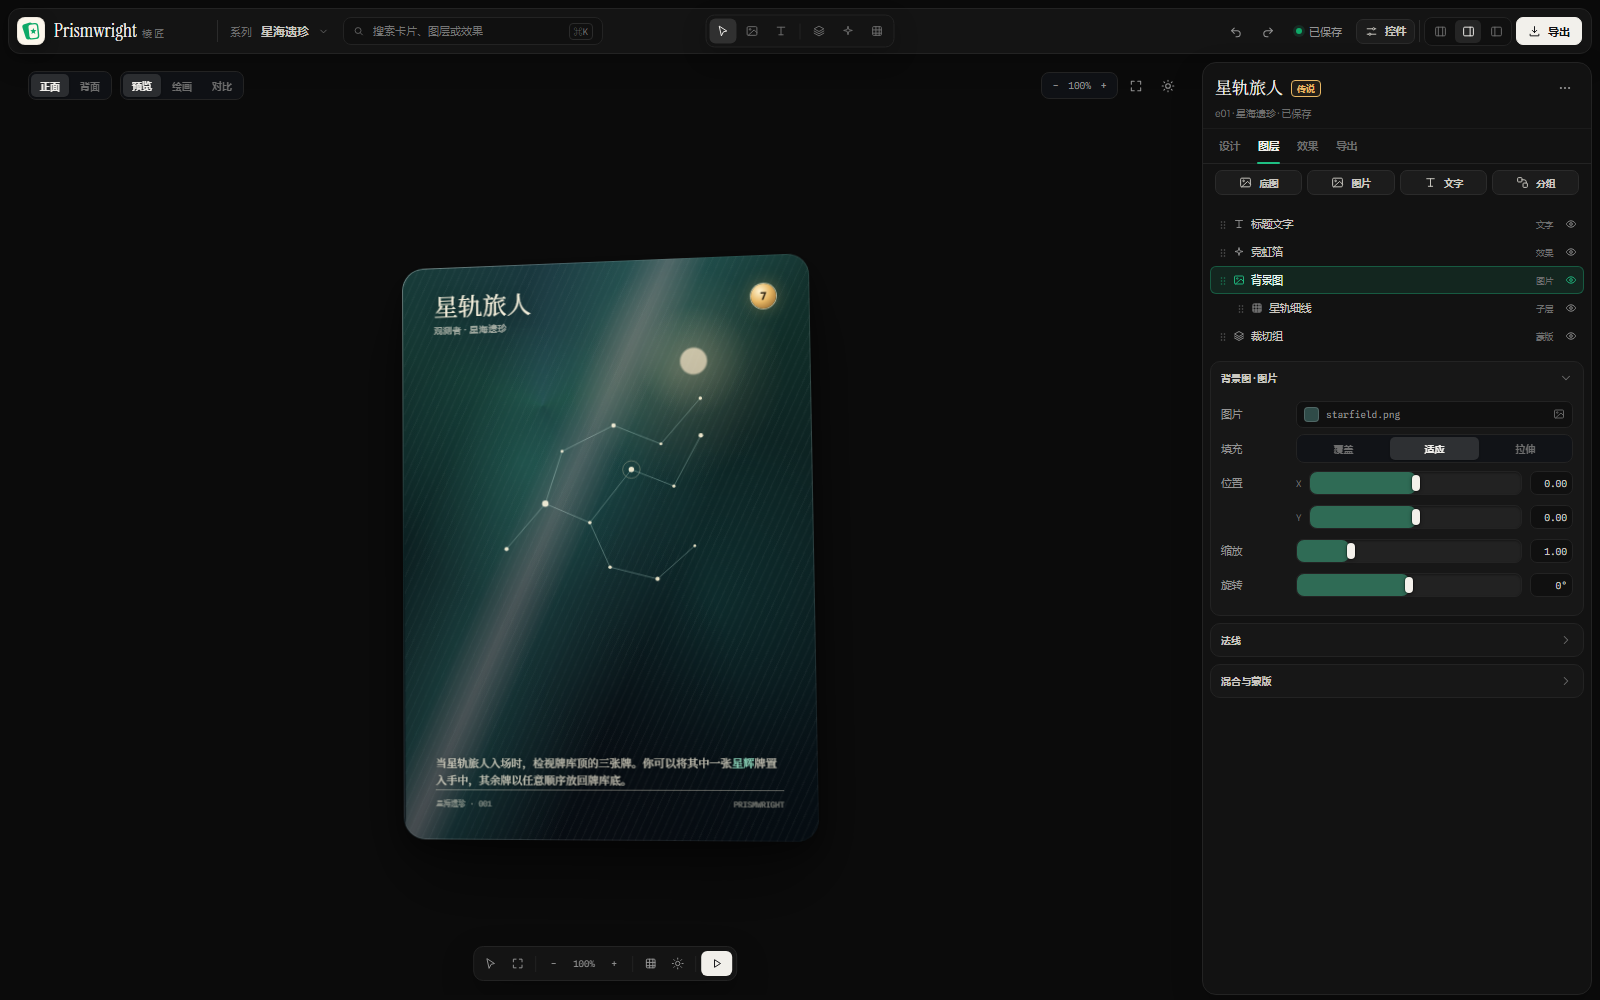 Prismwright 棱匠
系列 星海遗珍
搜索卡片、图层或效果 ⌘K
已保存
控件
导出
正面 背面 预览 绘画 对比
− 100% +
星轨旅人 传说
e01·星海遗珍·已保存
设计 图层 效果 导出
底图 图片 文字 分组
标题文字 文字
霓虹箔 效果
背景图 图片
星轨细线 子层
裁切组 蒙版
背景图·图片
图片 starfield.png
填充 覆盖 适应 拉伸
位置 X 0.00
Y 0.00
缩放 1.00
旋转 0°
法线
混合与蒙版
星轨旅人
7
观测者·星海遗珍
当星轨旅人入场时，检视牌库顶的三张牌。你可以将其中一张星辉牌置
入手中，其余牌以任意顺序放回牌库底。
星海遗珍 · 001
PRISMWRIGHT
− 100% +